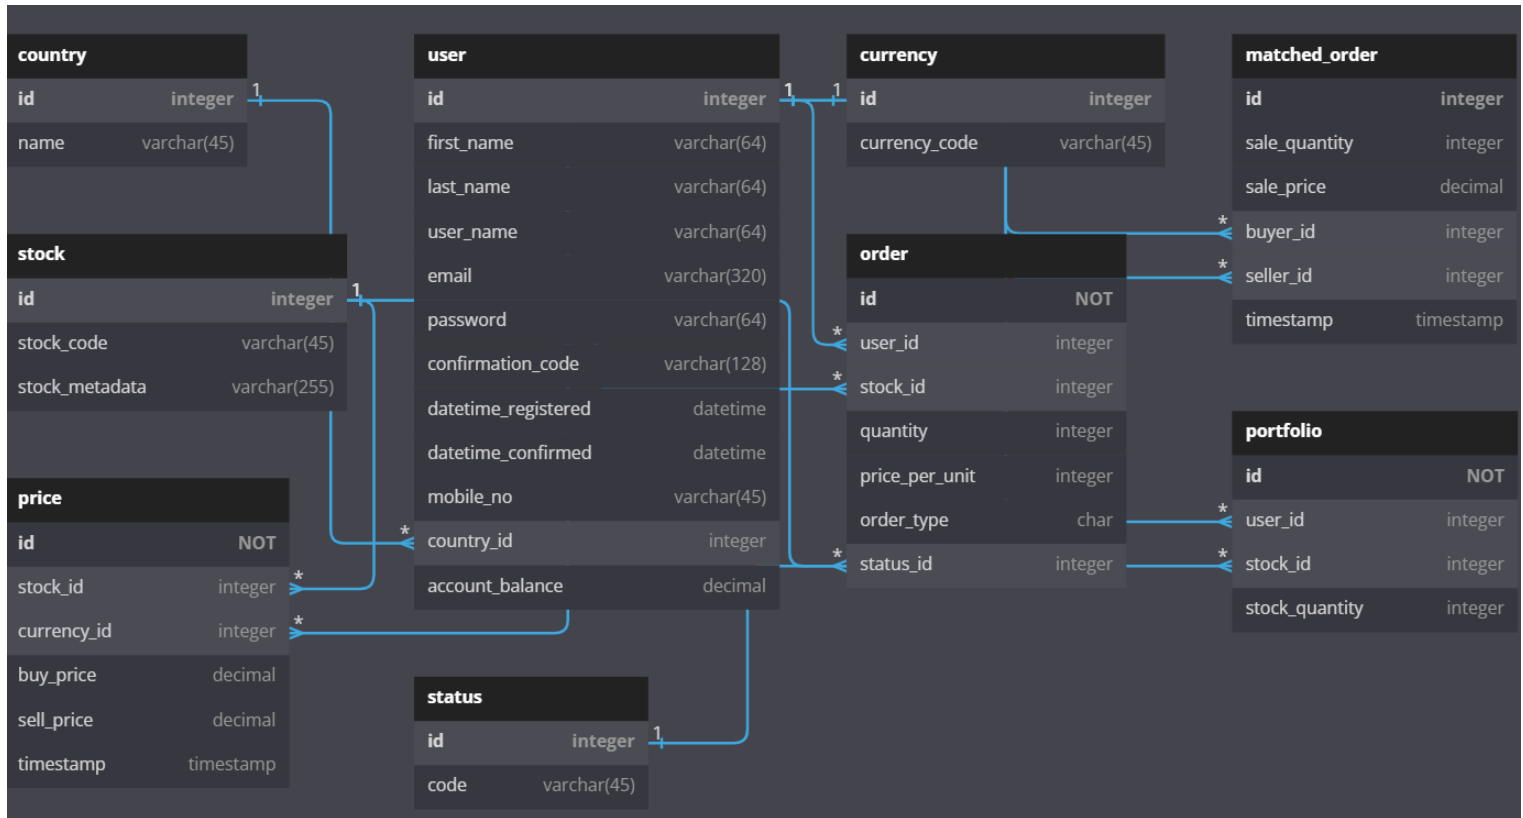 country
id integer
name varchar(45)
stock
id integer
stock_code varchar(45)
stock_metadata varchar(255)
price
id NOT
stock_id integer
currency_id integer
buy_price decimal
sell_price decimal
timestamp timestamp
user
id integer
first_name varchar(64)
last_name varchar(64)
user_name varchar(64)
email varchar(320)
password varchar(64)
confirmation_code varchar(128)
datetime_registered datetime
datetime_confirmed datetime
mobile_no varchar(45)
country_id integer
account_balance decimal
status
id integer
code varchar(45)
currency
id integer
currency_code varchar(45)
order
id NOT
user_id integer
stock_id integer
quantity integer
price_per_unit integer
order_type char
status_id integer
matched_order
id integer
sale_quantity integer
sale_price decimal
buyer_id integer
seller_id integer
timestamp timestamp
portfolio
id NOT
user_id integer
stock_id integer
stock_quantity integer
1
1
1
1
1
*
*
*
*
*
*
*
*
*
*